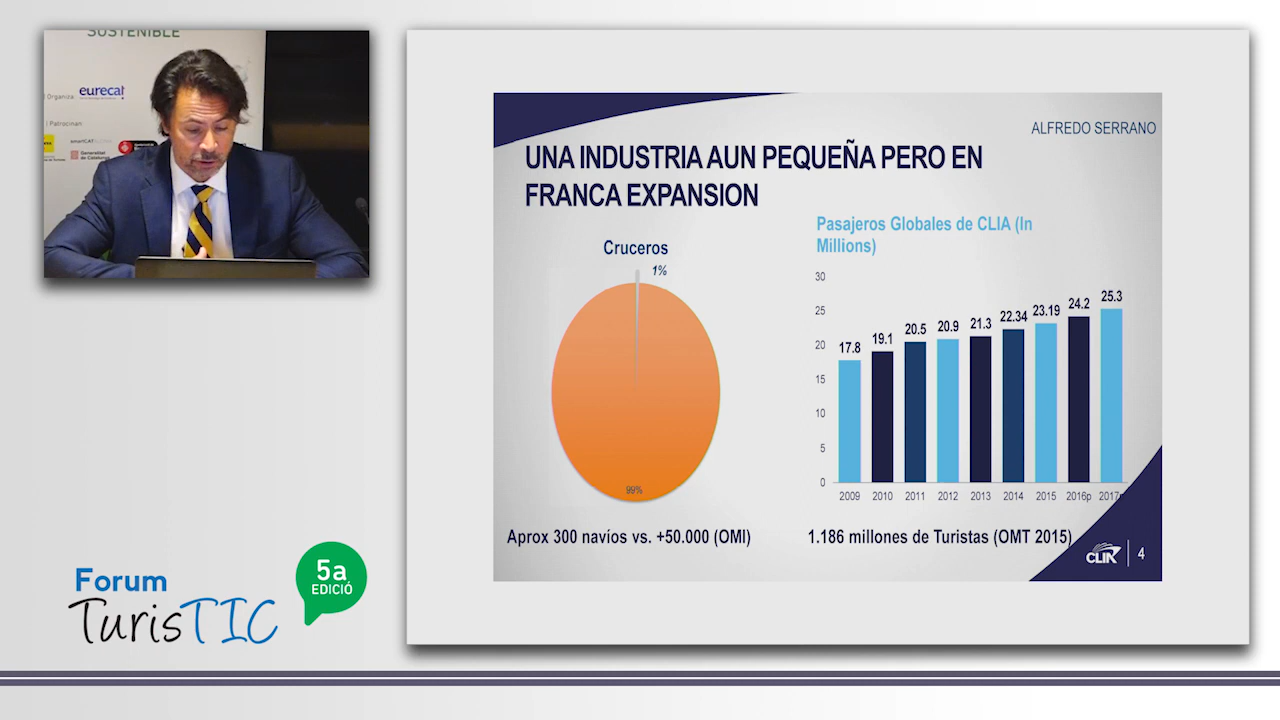 SOSTENIBLE
| Organiza
eurecat
| Patrocinan
smartCAT
Generalitat
de Catalunya
Forum
TurisTIC
5a
EDICIÓ
ALFREDO SERRANO
UNA INDUSTRIA AUN PEQUEÑA PERO EN
FRANCA EXPANSION
Cruceros
1%
99%
Aprox 300 navíos vs. +50.000 (OMI)
Pasajeros Globales de CLIA (In
Millions)
30
25
20
15
10
5
0
17.8
19.1
20.5
20.9
21.3
22.34
23.19
24.2
25.3
2009
2010
2011
2012
2013
2014
2015
2016p
2017p
1.186 millones de Turistas (OMT 2015)
CLIA
4